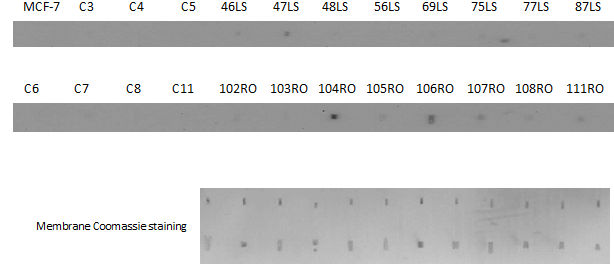 MCF-7 C3 C4 C5 46LS 47LS 48LS 56LS 69LS 75LS 77LS 87LS
C6 C7 C8 C11 102RO 103RO 104RO 105RO 106RO 107RO 108RO 111RO
Membrane Coomassie staining